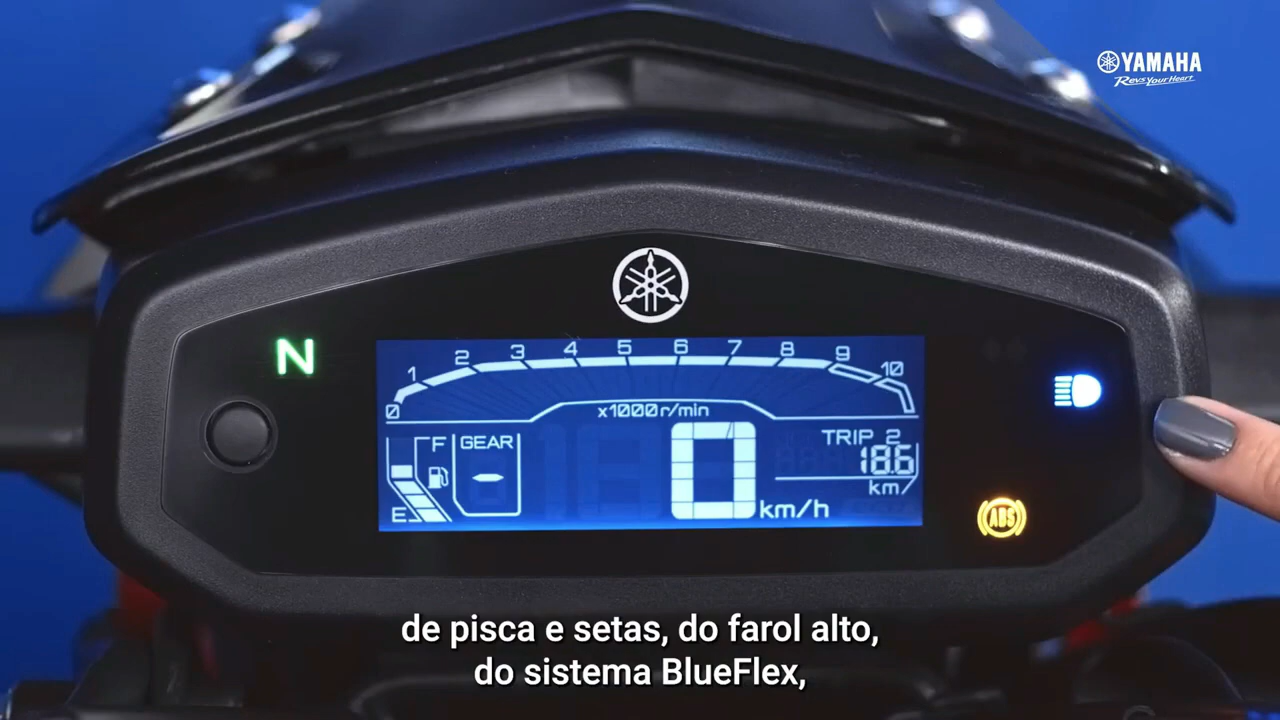 YAMAHA
Revs Your Heart
N
0 1 2 3 4 5 6 7 8 9 10
x1000 r/min
F
E
GEAR
-
0 km/h
TRIP 2
18.6
km/
ABS
de pisca e setas, do farol alto,
do sistema BlueFlex,